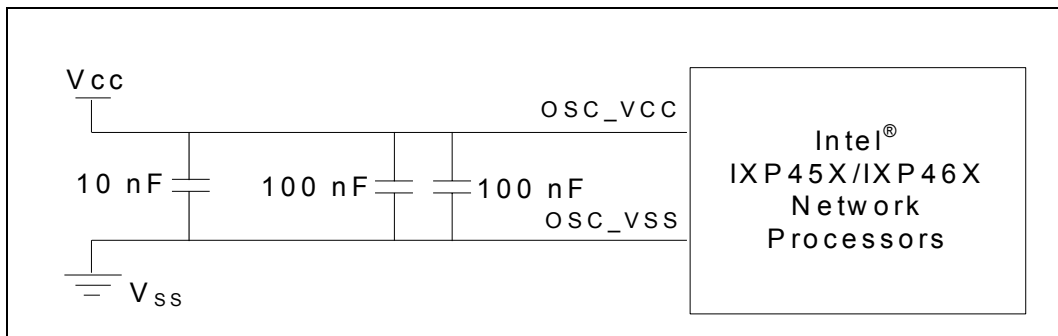 Vcc
OSC_VCC
10 nF
100 nF
100 nF
OSC_VSS
VSS
Intel®
IXP45X/IXP46X
Network
Processors